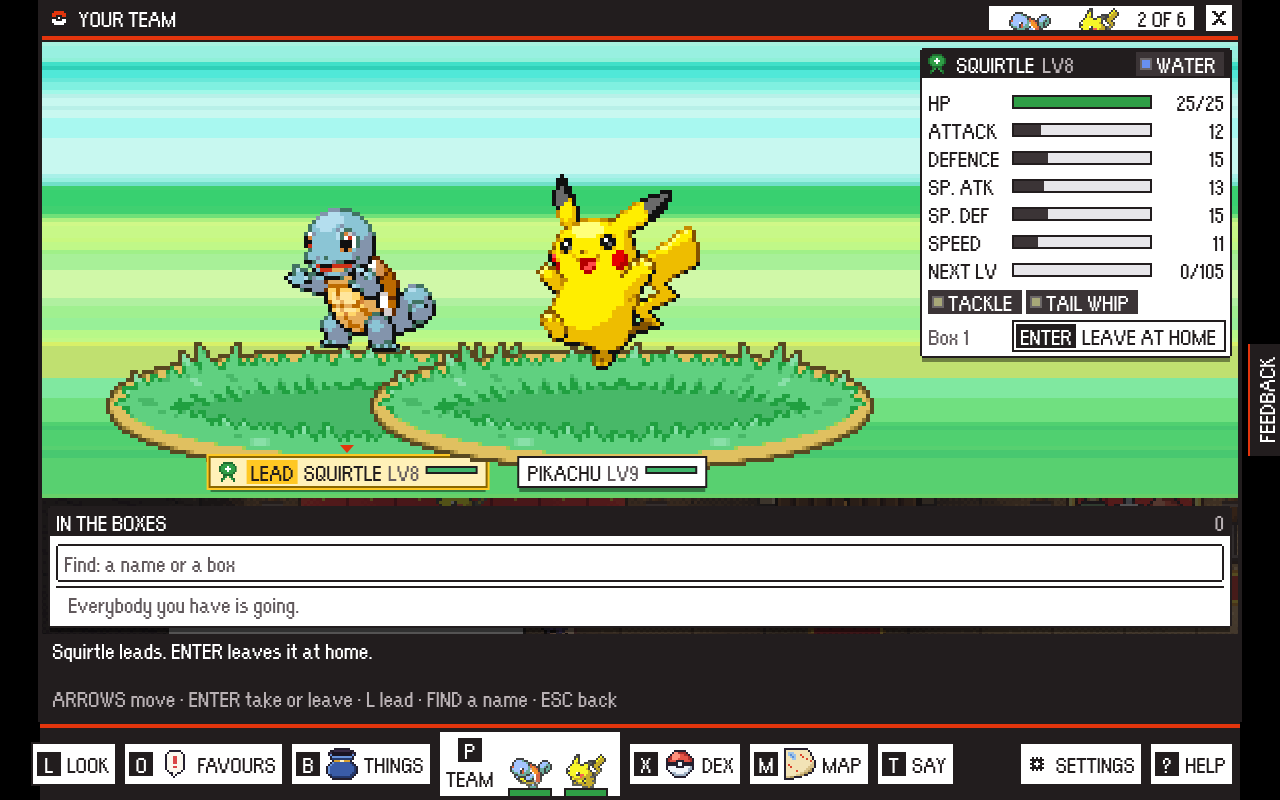 YOUR TEAM
2 OF 6 X
SQUIRTLE LV8 WATER
HP 25/25
ATTACK 12
DEFENCE 15
SP. ATK 13
SP. DEF 15
SPEED 11
NEXT LV 0/105
TACKLE TAIL WHIP
Box 1 ENTER LEAVE AT HOME
FEEDBACK
LEAD SQUIRTLE LV8
PIKACHU LV9
IN THE BOXES 0
Find: a name or a box
Everybody you have is going.
Squirtle leads. ENTER leaves it at home.
ARROWS move · ENTER take or leave · L lead · FIND a name · ESC back
L LOOK
O FAVOURS
B THINGS
P TEAM
X DEX
M MAP
T SAY
# SETTINGS
? HELP